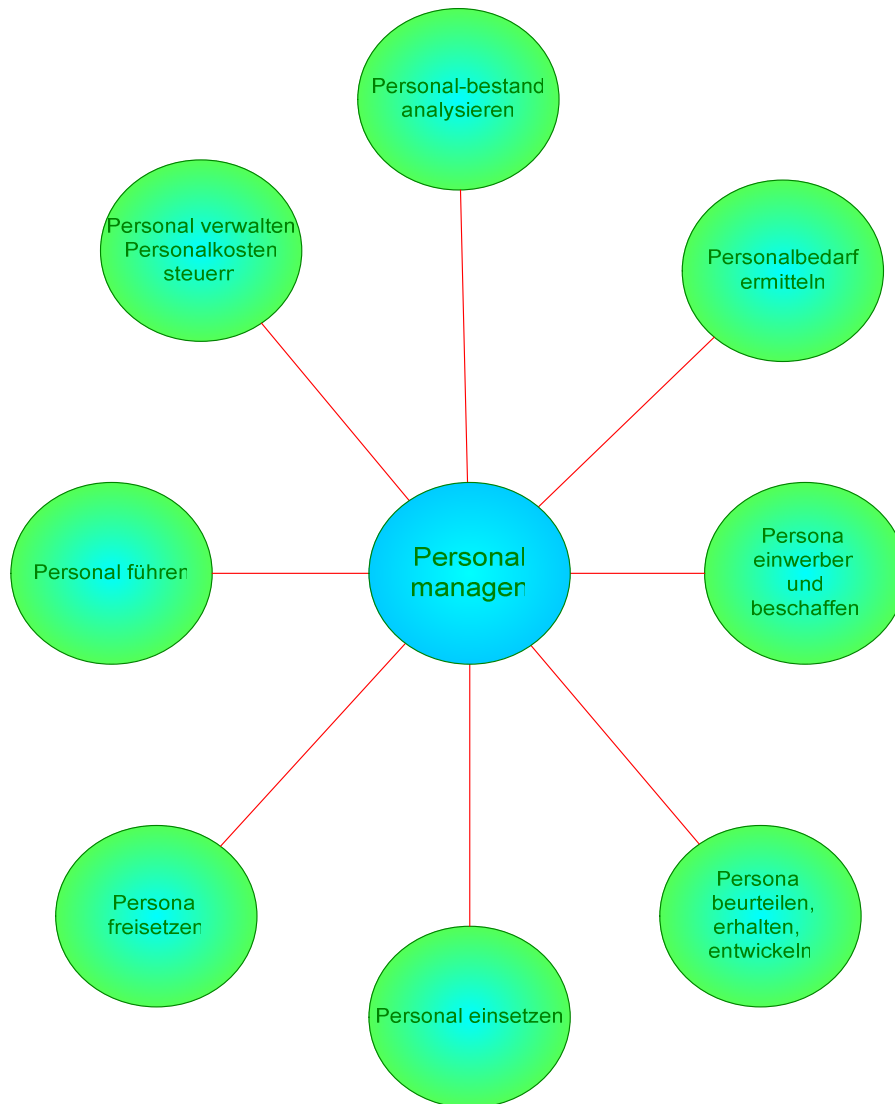 Personal-bestand
analysieren
Personal verwalten
Personalkosten
steuerr
Personalbedarf
ermitteln
Personal führen
Personal
managen
Persona
einwerber
und
beschaffen
Persona
freisetzen
Persona
beurteilen,
erhalten,
entwickeln
Personal einsetzen